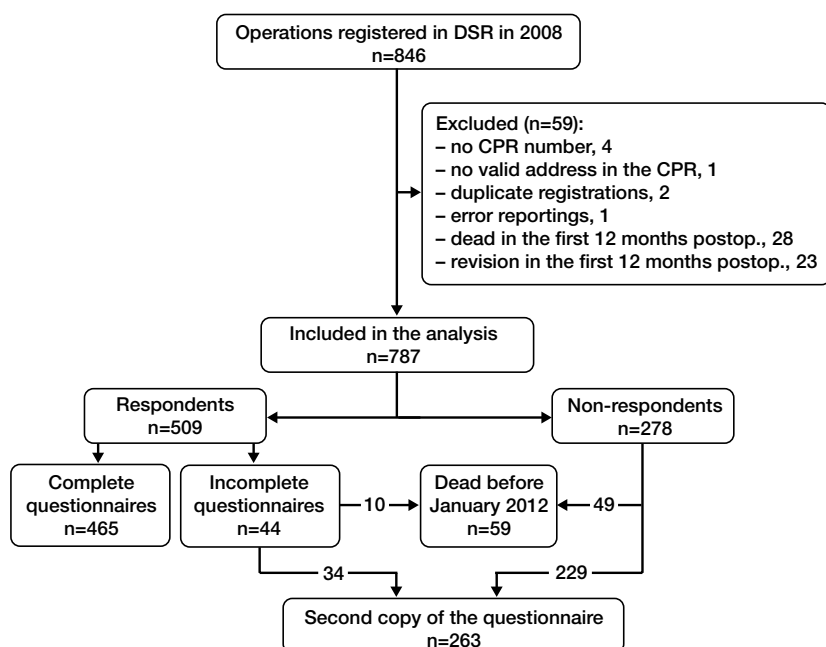 Operations registered in DSR in 2008
n=846
Excluded (n=59):
– no CPR number, 4
– no valid address in the CPR, 1
– duplicate registrations, 2
– error reportings, 1
– dead in the first 12 months postop., 28
– revision in the first 12 months postop., 23
Included in the analysis
n=787
Respondents
n=509
Non-respondents
n=278
Complete
questionnaires
n=465
Incomplete
questionnaires
n=44
10
Dead before
January 2012
n=59
49
34
229
Second copy of the questionnaire
n=263